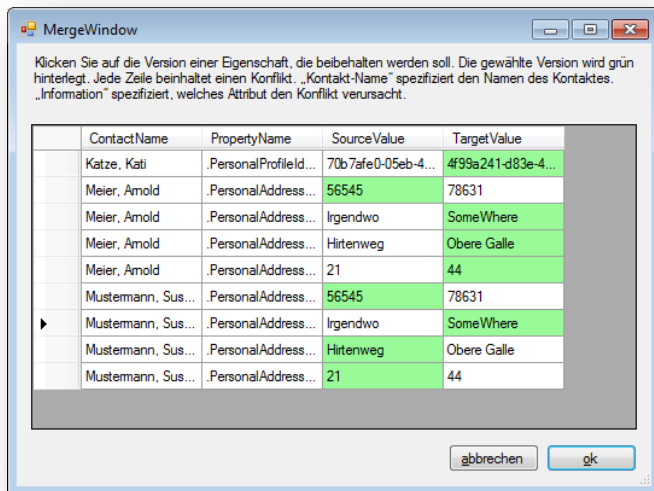 MergeWindow
Klicken Sie auf die Version einer Eigenschaft, die beibehalten werden soll. Die gewählte Version wird grün
hinterlegt. Jede Zeile beinhaltet einen Konflikt. „Kontakt-Name" spezifiziert den Namen des Kontaktes.
„Information" spezifiziert, welches Attribut den Konflikt verursacht.
ContactName PropertyName SourceValue TargetValue
Katze, Kati .PersonalProfileId... 70b7afe0-05eb-4... 4f99a241-d83e-4...
Meier, Arnold .PersonalAddress... 56545 78631
Meier, Arnold .PersonalAddress... Irgendwo SomeWhere
Meier, Arnold .PersonalAddress... Hirtenweg Obere Galle
Meier, Arnold .PersonalAddress... 21 44
Mustermann, Sus... .PersonalAddress... 56545 78631
Mustermann, Sus... .PersonalAddress... Irgendwo SomeWhere
Mustermann, Sus... .PersonalAddress... Hirtenweg Obere Galle
Mustermann, Sus... .PersonalAddress... 21 44
abbrechen ok